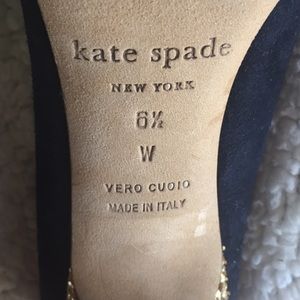 kate spade
NEW YORK
6½
W
VERO CUOIO
MADE IN ITALY